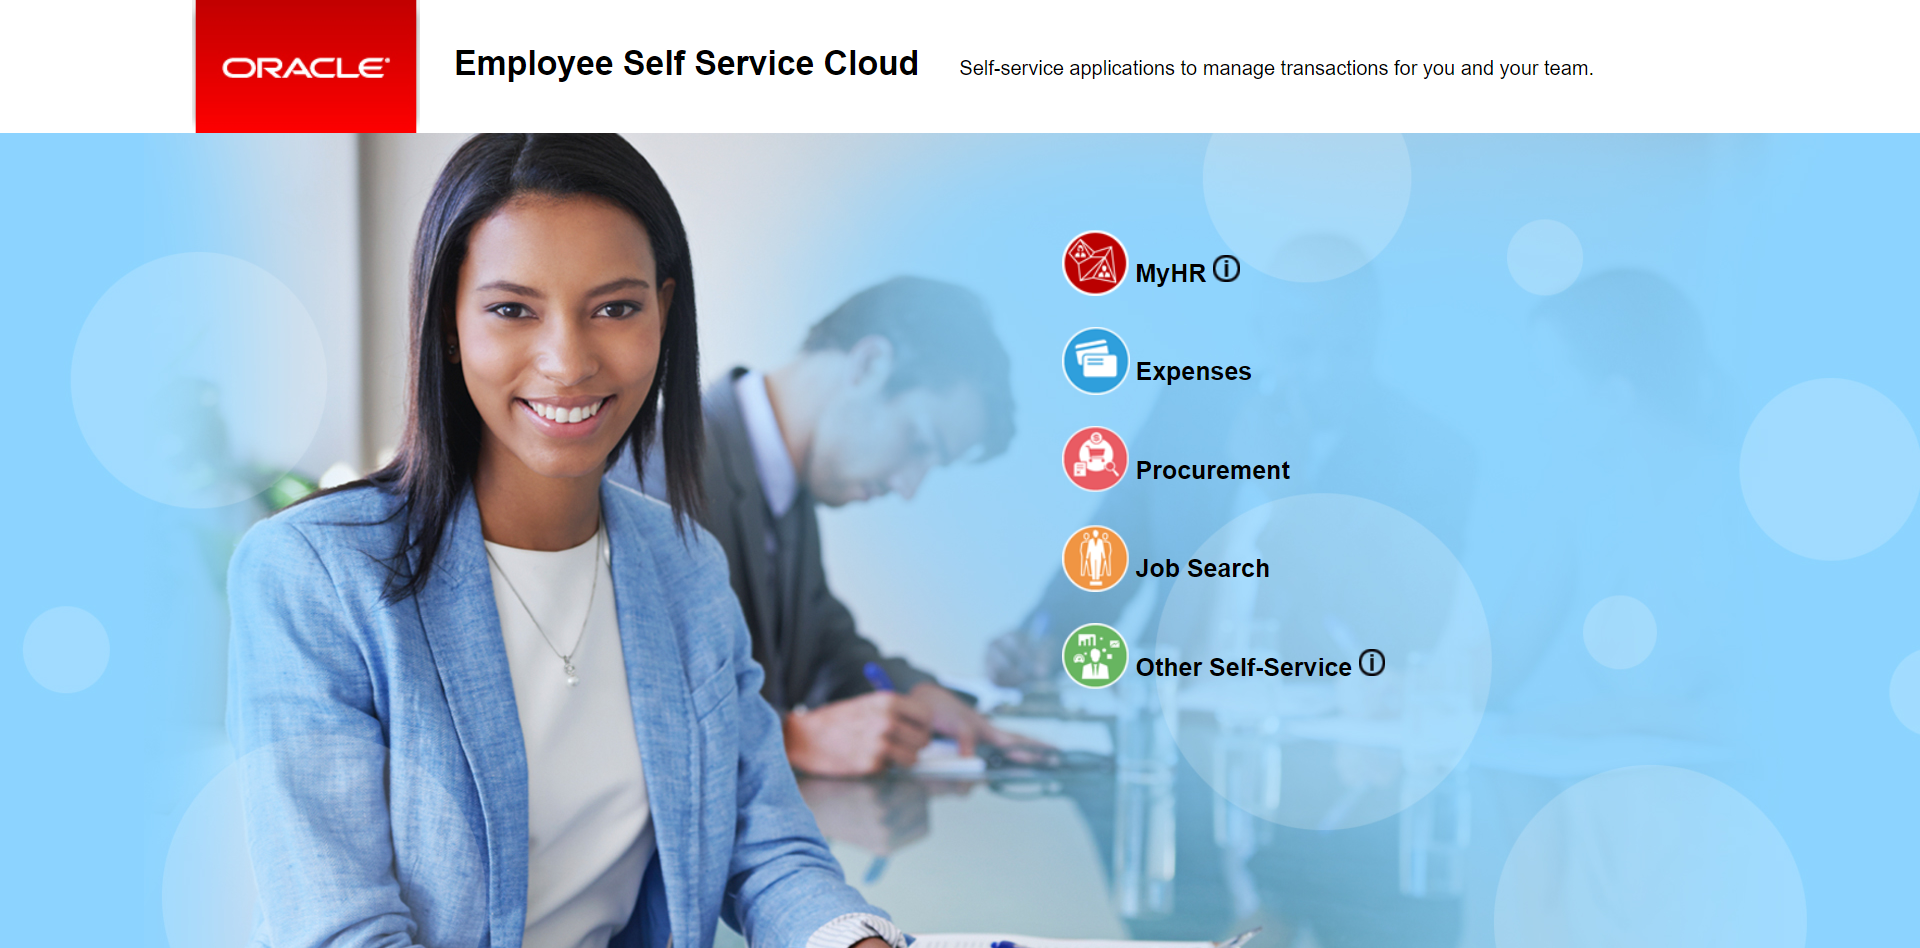 ORACLE
Employee Self Service Cloud
Self-service applications to manage transactions for you and your team.
MyHR
Expenses
Procurement
Job Search
Other Self-Service